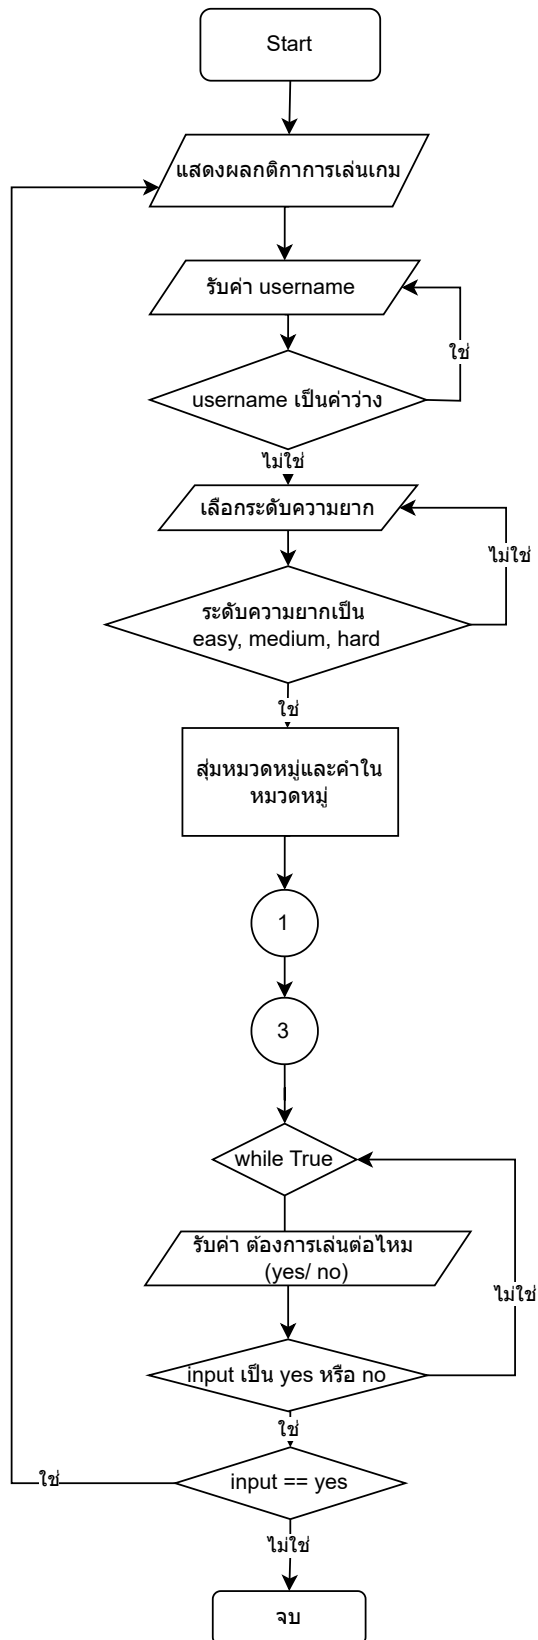 Start
แสดงผลกติกาการเล่นเกม
รับค่า username
ใช่
username เป็นค่าว่าง
ไม่ใช่
เลือกระดับความยาก
ไม่ใช่
ระดับความยากเป็น
easy, medium, hard
ใช่
สุ่มหมวดหมู่และคำใน
หมวดหมู่
1
3
while True
รับค่า ต้องการเล่นต่อไหม
(yes/ no)
ไม่ใช่
input เป็น yes หรือ no
ใช่
input == yes
ใช่
ไม่ใช่
จบ